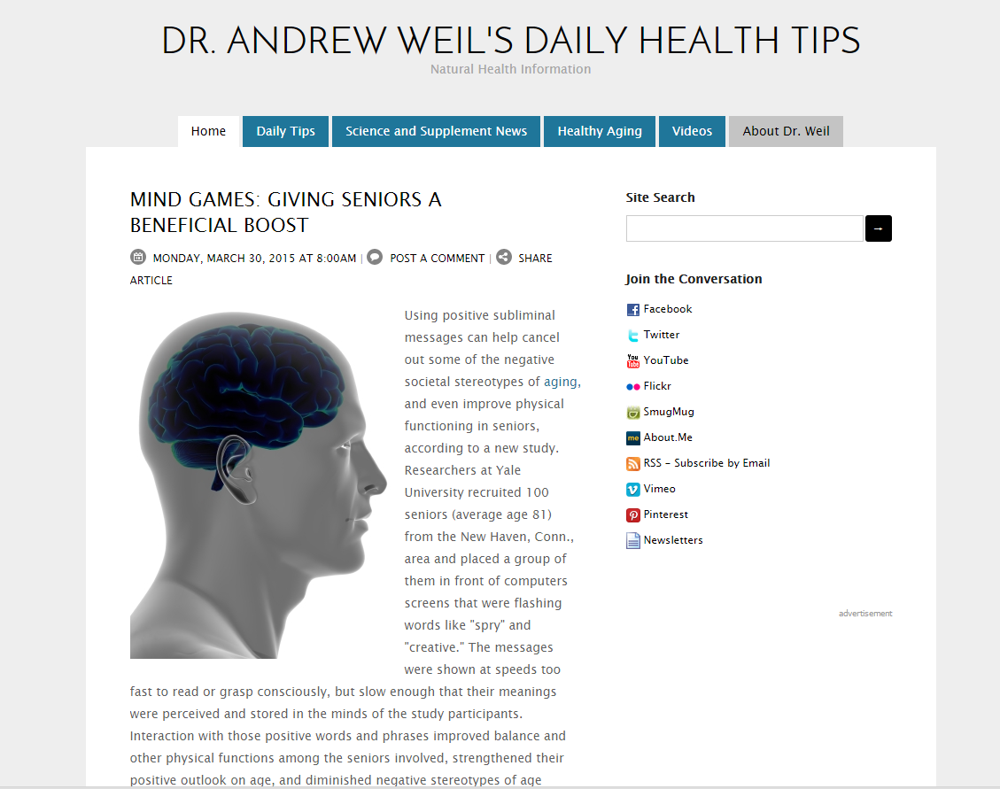 DR. ANDREW WEIL'S DAILY HEALTH TIPS
Natural Health Information
Home
Daily Tips
Science and Supplement News
Healthy Aging
Videos
About Dr. Weil
MIND GAMES: GIVING SENIORS A
BENEFICIAL BOOST
MONDAY, MARCH 30, 2015 AT 8:00AM | POST A COMMENT | SHARE
ARTICLE
Using positive subliminal
messages can help cancel
out some of the negative
societal stereotypes of aging,
and even improve physical
functioning in seniors,
according to a new study.
Researchers at Yale
University recruited 100
seniors (average age 81)
from the New Haven, Conn.,
area and placed a group of
them in front of computers
screens that were flashing
words like "spry" and
"creative." The messages
were shown at speeds too
fast to read or grasp consciously, but slow enough that their meanings
were perceived and stored in the minds of the study participants.
Interaction with those positive words and phrases improved balance and
other physical functions among the seniors involved, strengthened their
positive outlook on age, and diminished negative stereotypes of age
Site Search
→
Join the Conversation
f Facebook
t Twitter
You Tube YouTube
Flickr
SmugMug
me About.Me
RSS - Subscribe by Email
v Vimeo
p Pinterest
Newsletters
advertisement